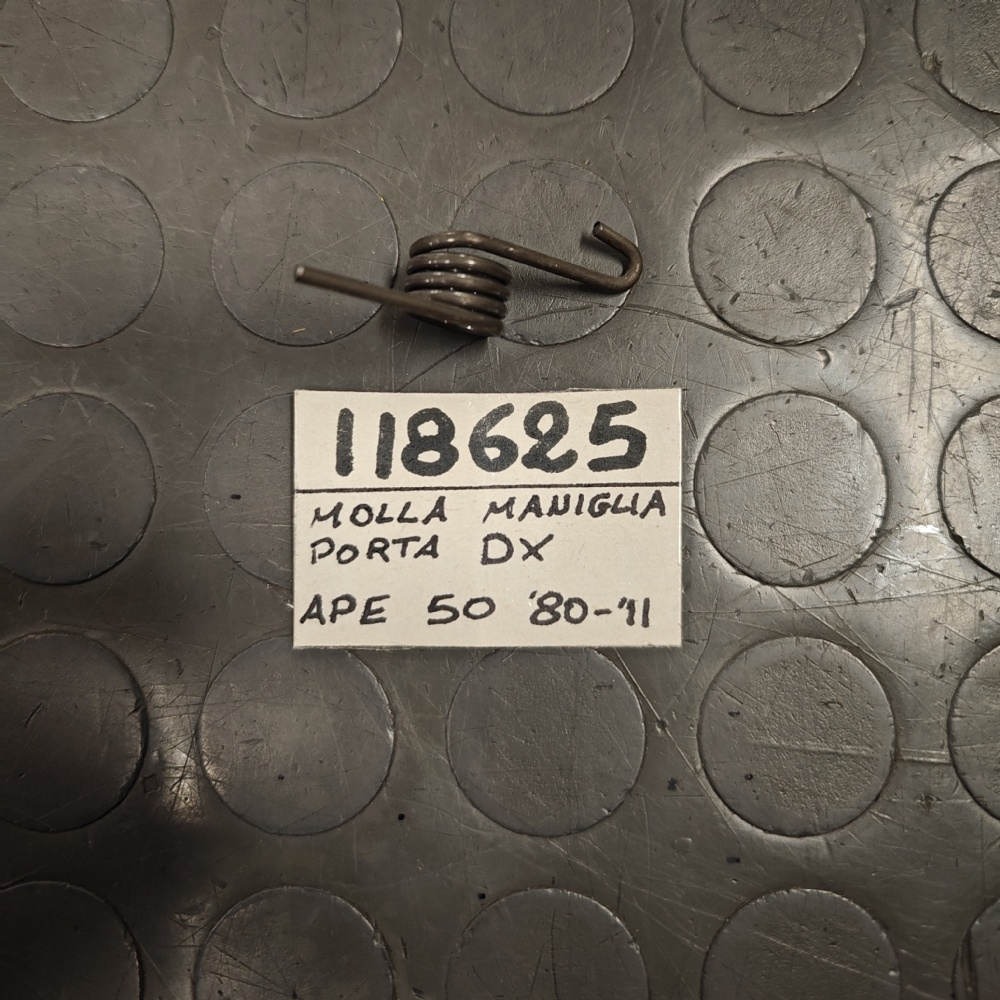 118625
MOLLA MANIGLIA
PORTA DX
APE 50 '80-'11